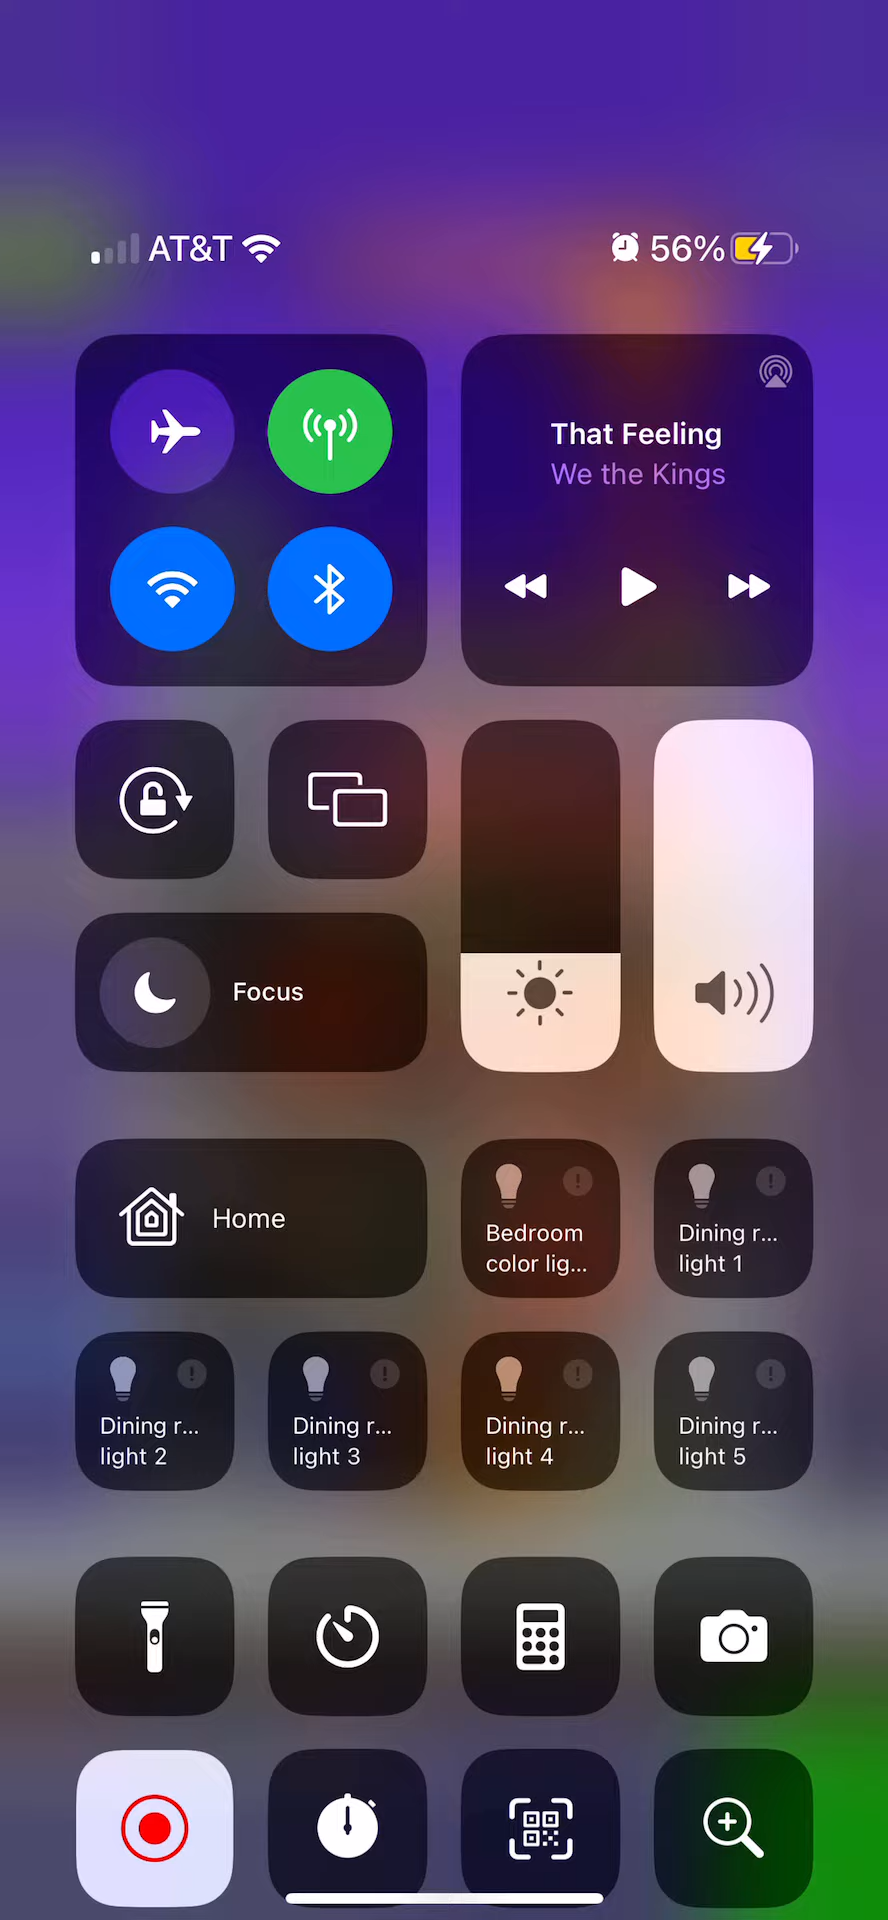 AT&T
56%
That Feeling
We the Kings
Focus
Home
Bedroom
color lig...
Dining r...
light 1
Dining r...
light 2
Dining r...
light 3
Dining r...
light 4
Dining r...
light 5